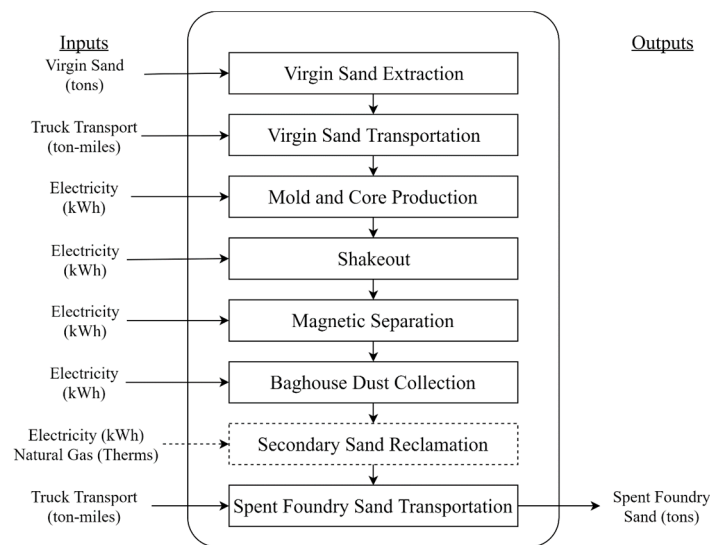 Inputs
Outputs
Virgin Sand
(tons)
Virgin Sand Extraction
Truck Transport
(ton-miles)
Virgin Sand Transportation
Electricity
(kWh)
Mold and Core Production
Electricity
(kWh)
Shakeout
Electricity
(kWh)
Magnetic Separation
Electricity
(kWh)
Baghouse Dust Collection
Electricity (kWh)
Natural Gas (Therms)
Secondary Sand Reclamation
Truck Transport
(ton-miles)
Spent Foundry Sand Transportation
Spent Foundry
Sand (tons)